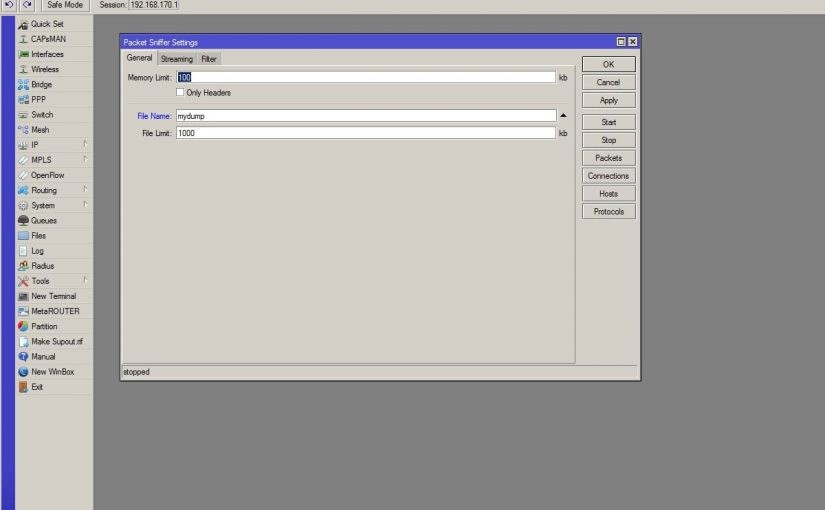 Safe Mode Session: 192.168.170.1
Quick Set
CAPsMAN
Interfaces
Wireless
Bridge
PPP
Switch
Mesh
IP
MPLS
OpenFlow
Routing
System
Queues
Files
Log
Radius
Tools
New Terminal
MetaROUTER
Partition
Make Supout.rif
Manual
New WinBox
Exit
Packet Sniffer Settings
General Streaming Filter
Memory Limit: 100 kb
Only Headers
File Name: mydump
File Limit: 1000 kb
stopped
OK
Cancel
Apply
Start
Stop
Packets
Connections
Hosts
Protocols